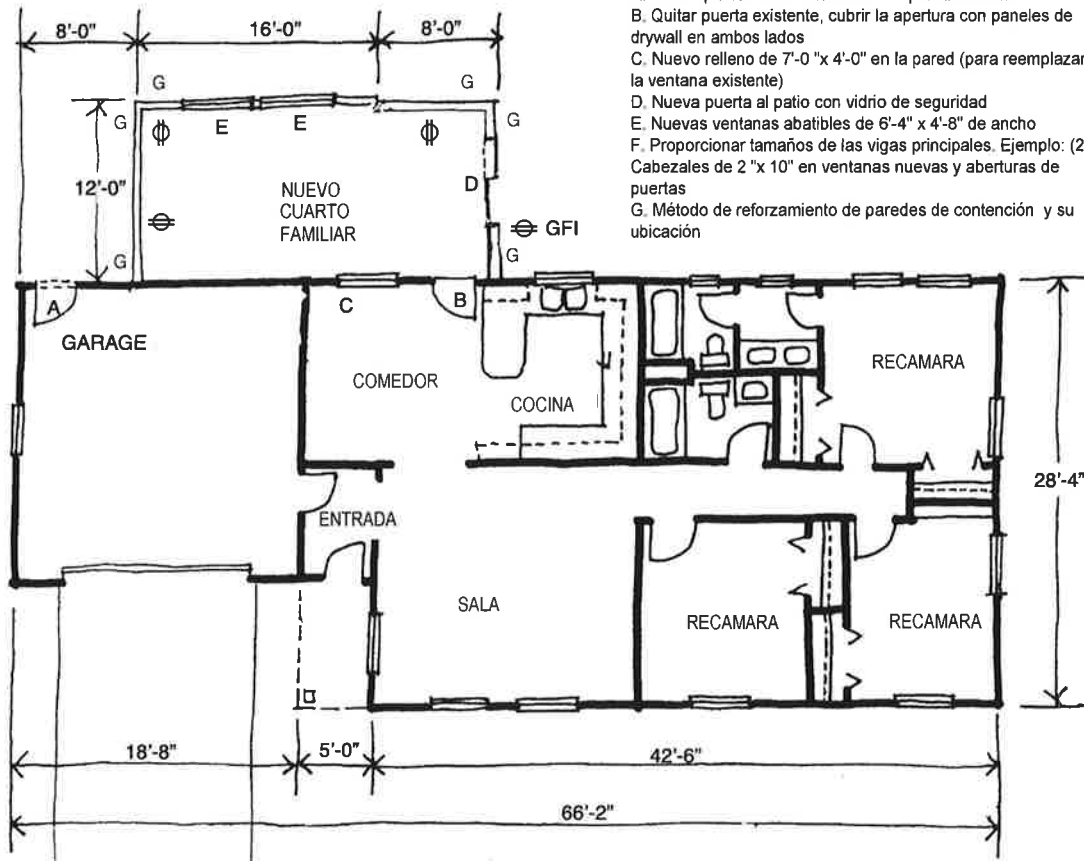 B. Quitar puerta existente, cubrir la apertura con paneles de
drywall en ambos lados
C. Nuevo relleno de 7'-0 "x 4'-0" en la pared (para reemplazar
la ventana existente)
D. Nueva puerta al patio con vidrio de seguridad
E. Nuevas ventanas abatibles de 6'-4" x 4'-8" de ancho
F. Proporcionar tamaños de las vigas principales. Ejemplo: (2
Cabezales de 2 "x 10" en ventanas nuevas y aberturas de
puertas
G. Método de reforzamiento de paredes de contención y su
ubicación
8'-0" 16'-0" 8'-0"
G G
G E E G
12'-0"
D
NUEVO
CUARTO
FAMILIAR
GFI
G G
A C B
GARAGE
COMEDOR
COCINA
RECAMARA
28'-4"
ENTRADA
SALA
RECAMARA
RECAMARA
18'-8" 5'-0" 42'-6"
66'-2"